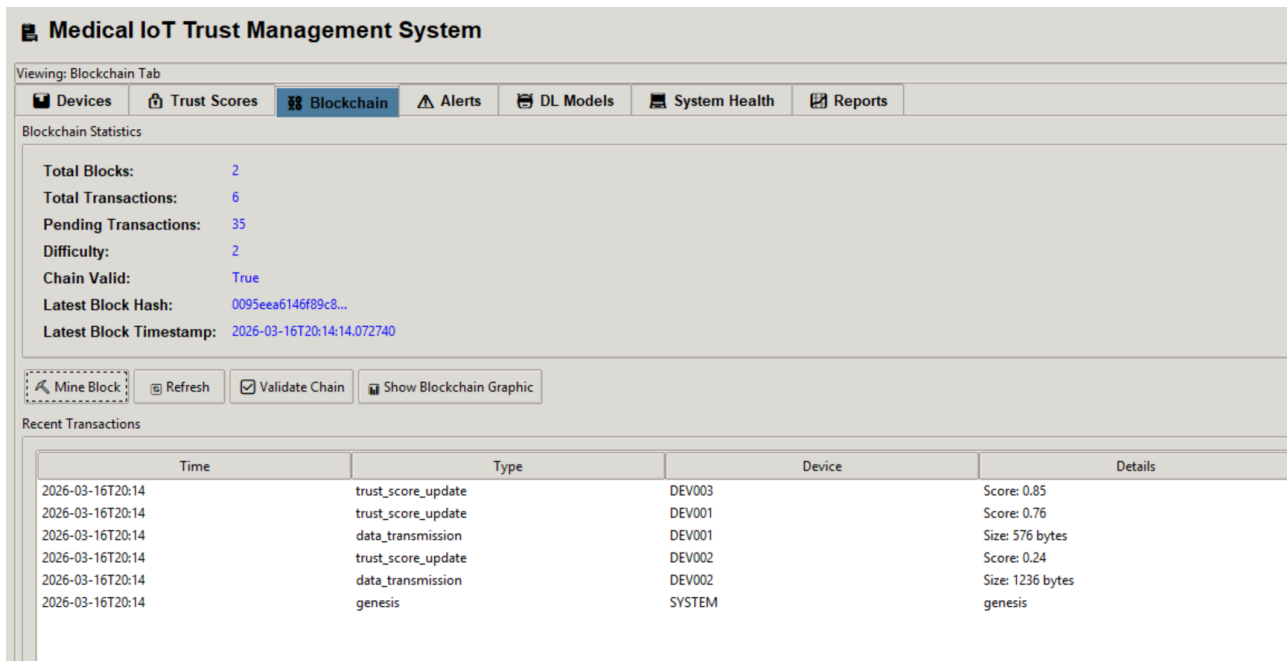 Medical IoT Trust Management System
Viewing: Blockchain Tab
Devices Trust Scores Blockchain Alerts DL Models System Health Reports
Blockchain Statistics
Total Blocks: 2
Total Transactions: 6
Pending Transactions: 35
Difficulty: 2
Chain Valid: True
Latest Block Hash: 0095eea6146f89c8...
Latest Block Timestamp: 2026-03-16T20:14:14.072740
Mine Block Refresh Validate Chain Show Blockchain Graphic
Recent Transactions
Time Type Device Details
2026-03-16T20:14 trust_score_update DEV003 Score: 0.85
2026-03-16T20:14 trust_score_update DEV001 Score: 0.76
2026-03-16T20:14 data_transmission DEV001 Size: 576 bytes
2026-03-16T20:14 trust_score_update DEV002 Score: 0.24
2026-03-16T20:14 data_transmission DEV002 Size: 1236 bytes
2026-03-16T20:14 genesis SYSTEM genesis